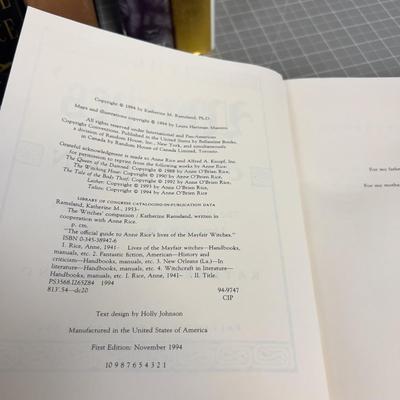 Copyright © 1994 by Katherine M. Ramsland, Ph.D.
Maps and illustrations copyright © 1994 by Laura Hartman Maestro
All rights reserved under International and Pan-American
Copyright Conventions. Published in the United States by Ballantine Books,
a division of Random House, Inc., New York, and simultaneously
in Canada by Random House of Canada Limited, Toronto.
Grateful acknowledgment is made to Anne Rice and Alfred A. Knopf, Inc.
for permission to reprint from the following works by Anne Rice:
The Queen of the Damned: Copyright © 1988 by Anne O'Brien Rice.
The Witching Hour: Copyright © 1990 by Anne O'Brien Rice.
The Tale of the Body Thief: Copyright © 1992 by Anne O'Brien Rice.
Lasher: Copyright © 1993 by Anne O'Brien Rice.
Taltos: Copyright © 1994 by Anne O'Brien Rice.
LIBRARY OF CONGRESS CATALOGING-IN-PUBLICATION DATA
Ramsland, Katherine M., 1953–
The Witches' companion / Katherine Ramsland, written in
cooperation with Anne Rice.
p. cm.
"The official guide to Anne Rice's lives of the Mayfair Witches."
ISBN 0-345-38947-6
1. Rice, Anne, 1941– Lives of the Mayfair witches—Handbooks,
manuals, etc. 2. Fantastic fiction, American—History and
criticism—Handbooks, manuals, etc. 3. New Orleans (La.)—In
literature—Handbooks, manuals, etc. 4. Witchcraft in literature—
Handbooks, manuals, etc. I. Rice, Anne, 1941– . II. Title.
PS3568.I265Z84 1994
813'.54—dc20 94-9747
CIP
Text design by Holly Johnson
Manufactured in the United States of America
First Edition: November 1994
10 9 8 7 6 5 4 3 2 1
For my
For my